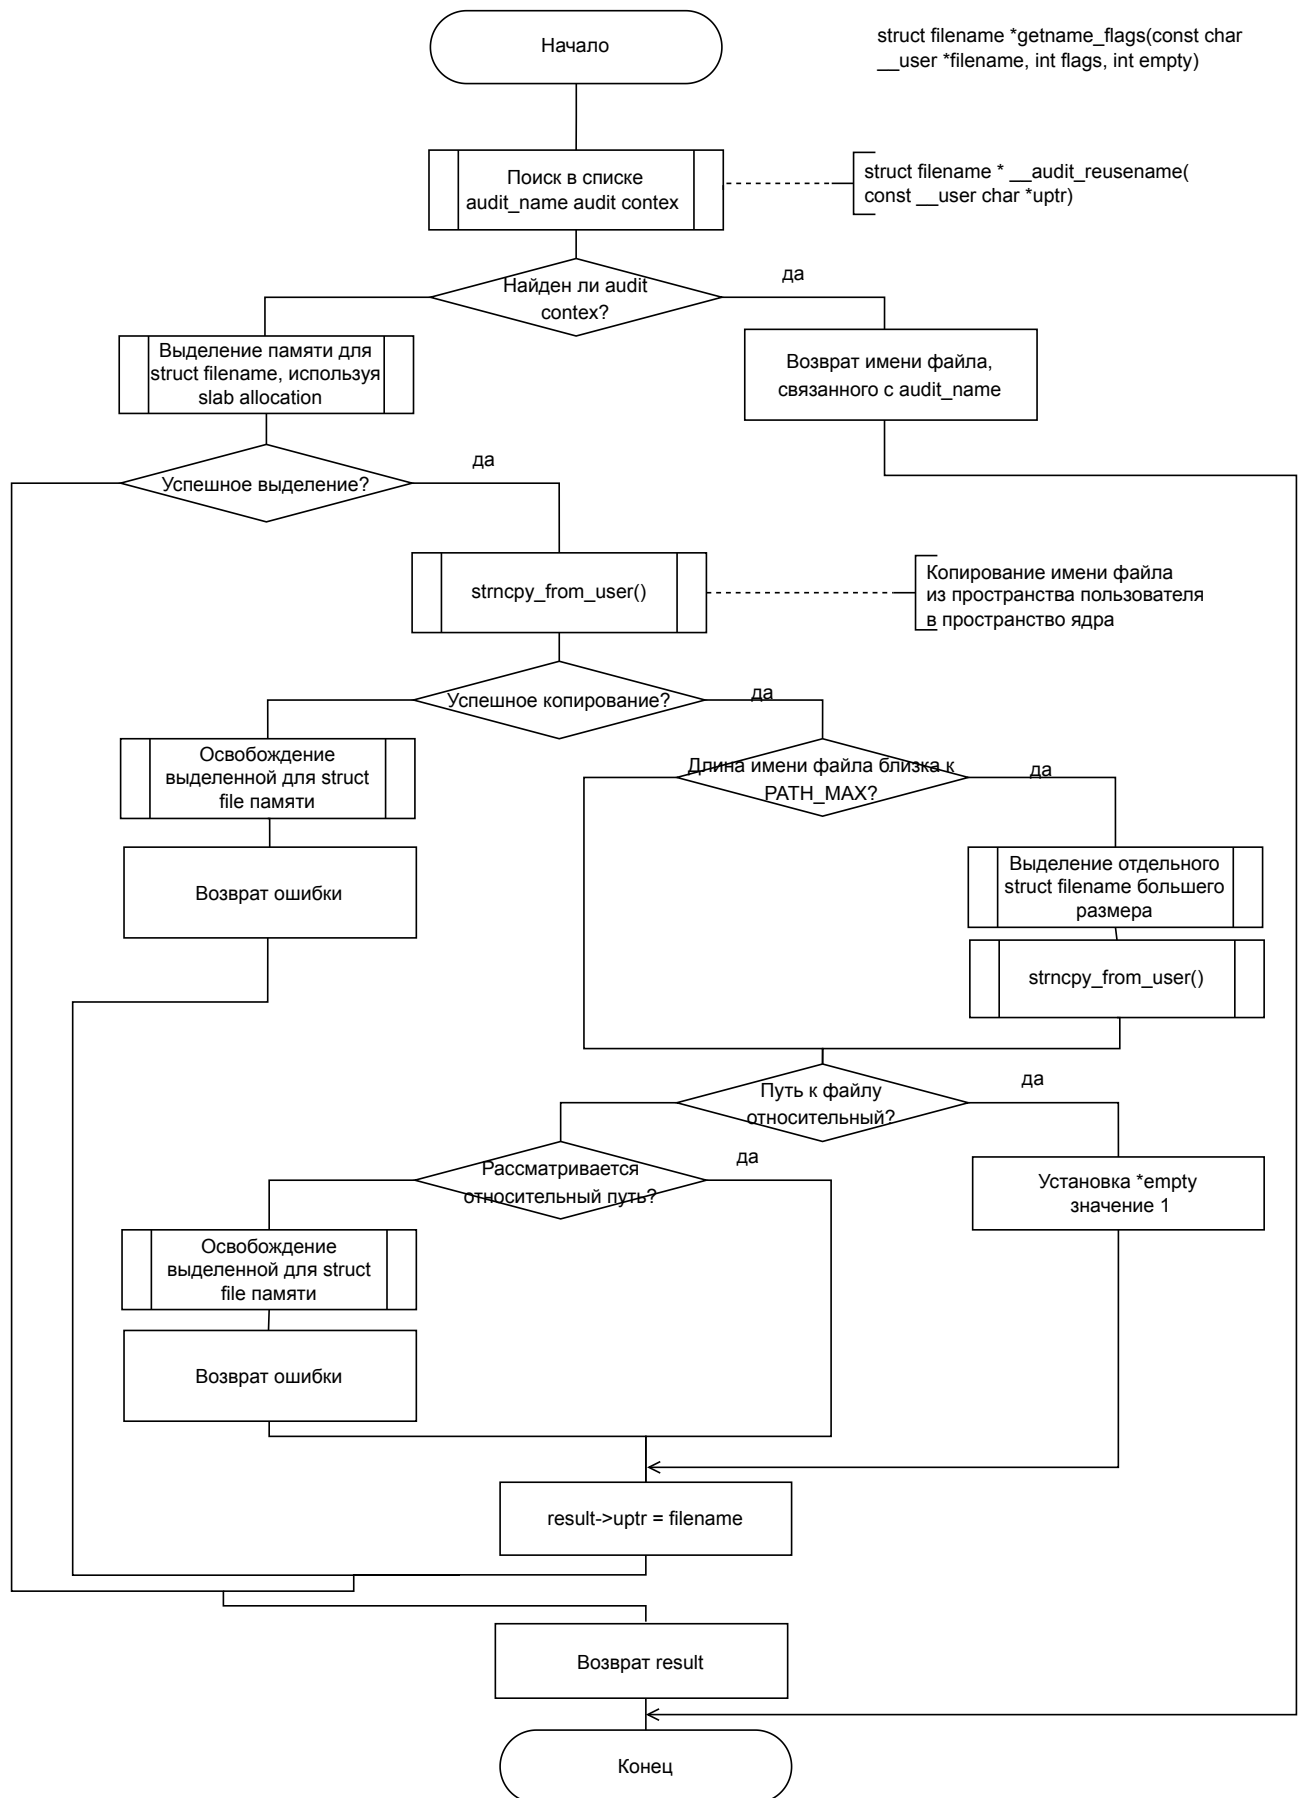 Начало
struct filename *getname_flags(const char
__user *filename, int flags, int empty)
Поиск в списке
audit_name audit contex
struct filename * __audit_reusename(
const __user char *uptr)
Найден ли audit
contex?
да
Выделение памяти для
struct filename, используя
slab allocation
Возврат имени файла,
связанного с audit_name
Успешное выделение?
да
strncpy_from_user()
Копирование имени файла
из пространства пользователя
в пространство ядра
Успешное копирование?
да
Освобождение
выделенной для struct
file памяти
Длина имени файла близка к
PATH_MAX?
да
Возврат ошибки
Выделение отдельного
struct filename большего
размера
strncpy_from_user()
Путь к файлу
относительный?
да
Рассматривается
относительный путь?
да
Установка *empty
значение 1
Освобождение
выделенной для struct
file памяти
Возврат ошибки
result->uptr = filename
Возврат result
Конец